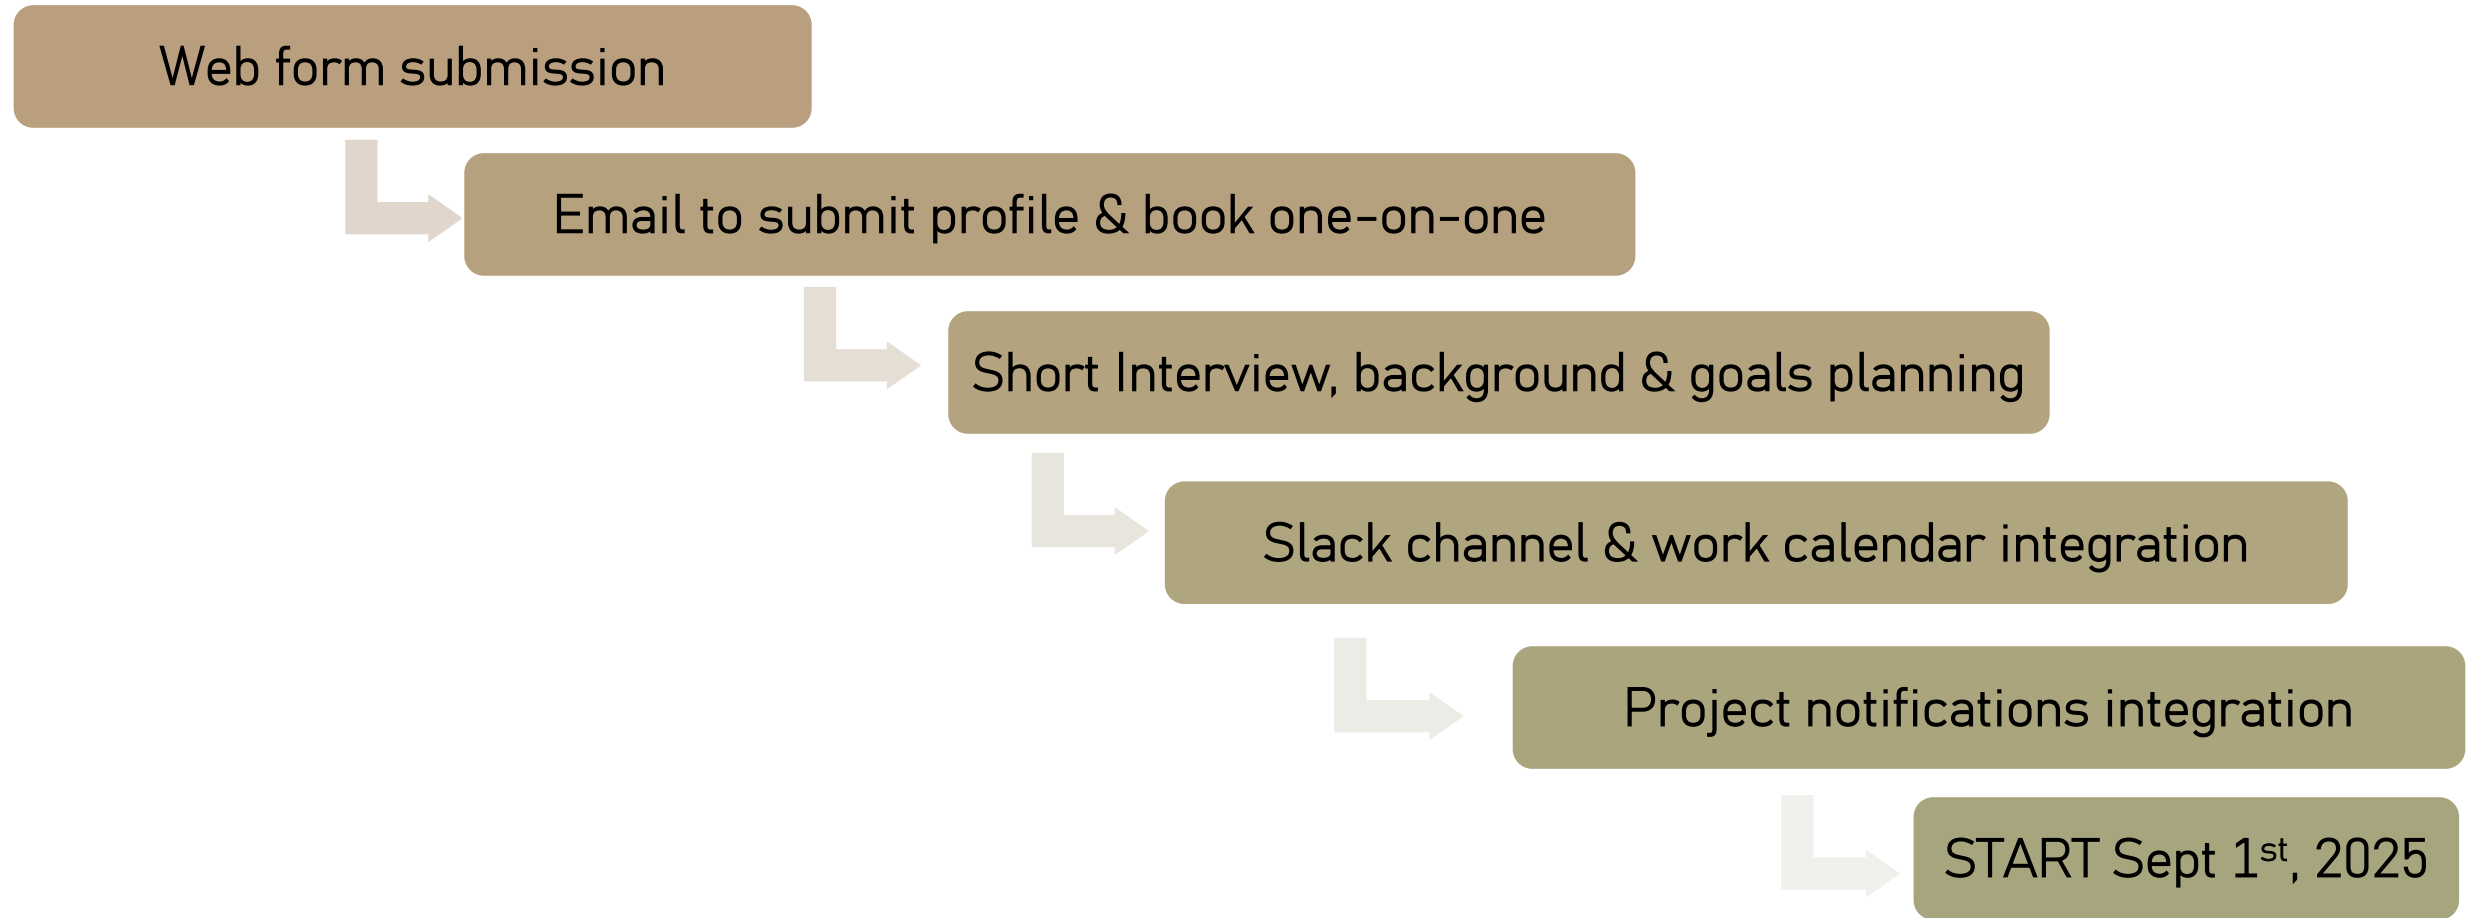 Web form submission
Email to submit profile & book one-on-one
Short Interview, background & goals planning
Slack channel & work calendar integration
Project notifications integration
START Sept 1st, 2025